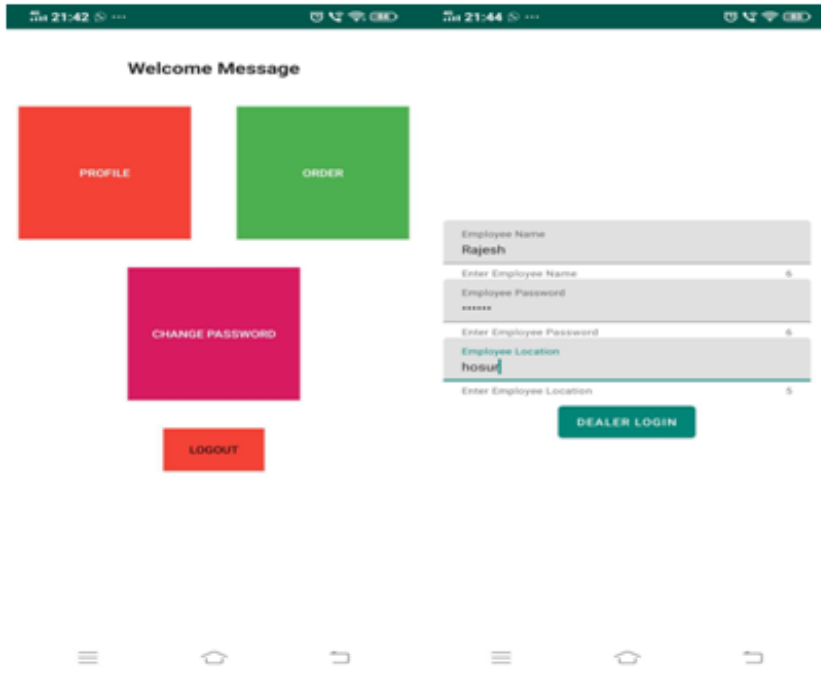 21:42
Welcome Message
PROFILE
ORDER
CHANGE PASSWORD
LOGOUT
21:44
Employee Name
Rajesh
Enter Employee Name 6
Employee Password
••••••
Enter Employee Password 6
Employee Location
hosur
Enter Employee Location 5
DEALER LOGIN